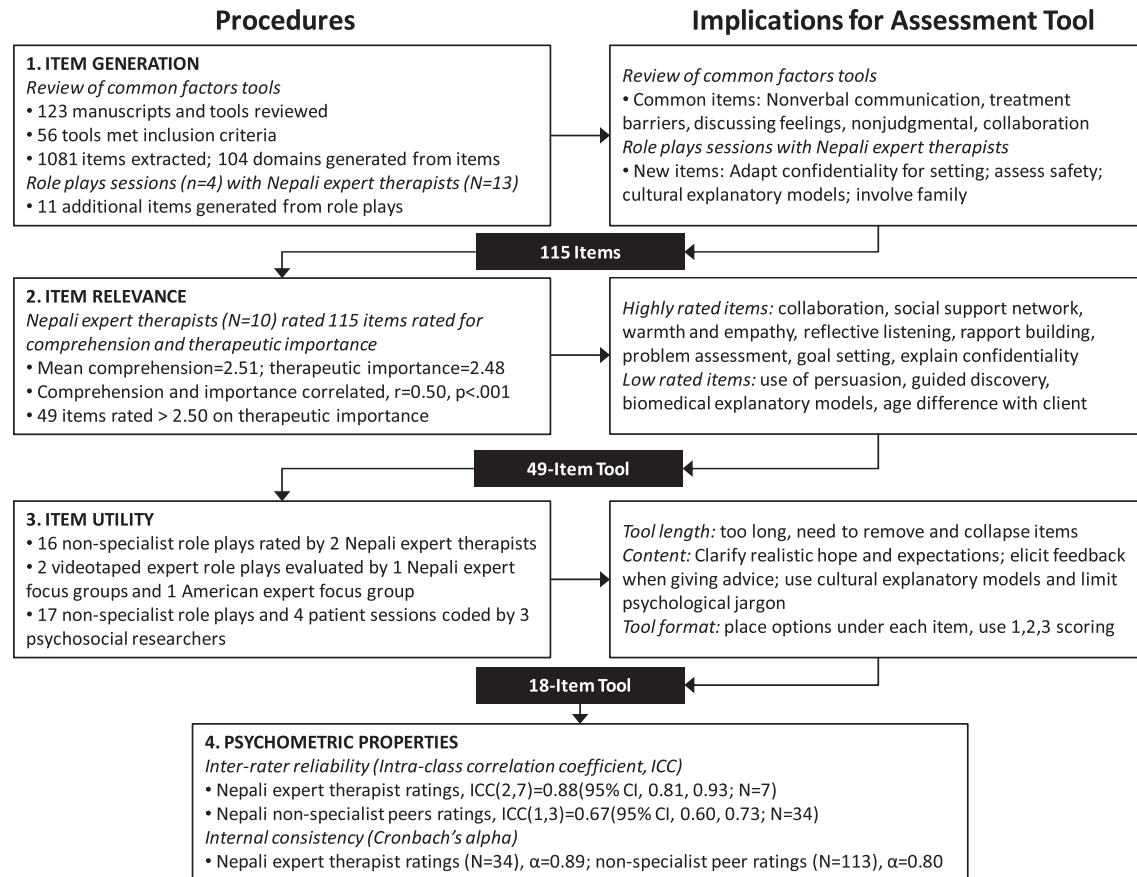 Procedures
Implications for Assessment Tool
1. ITEM GENERATION
Review of common factors tools
• 123 manuscripts and tools reviewed
• 56 tools met inclusion criteria
• 1081 items extracted; 104 domains generated from items
Role plays sessions (n=4) with Nepali expert therapists (N=13)
• 11 additional items generated from role plays
Review of common factors tools
• Common items: Nonverbal communication, treatment
barriers, discussing feelings, nonjudgmental, collaboration
Role plays sessions with Nepali expert therapists
• New items: Adapt confidentiality for setting; assess safety;
cultural explanatory models; involve family
115 Items
2. ITEM RELEVANCE
Nepali expert therapists (N=10) rated 115 items rated for
comprehension and therapeutic importance
• Mean comprehension=2.51; therapeutic importance=2.48
• Comprehension and importance correlated, r=0.50, p<.001
• 49 items rated > 2.50 on therapeutic importance
Highly rated items: collaboration, social support network,
warmth and empathy, reflective listening, rapport building,
problem assessment, goal setting, explain confidentiality
Low rated items: use of persuasion, guided discovery,
biomedical explanatory models, age difference with client
49-Item Tool
3. ITEM UTILITY
• 16 non-specialist role plays rated by 2 Nepali expert therapists
• 2 videotaped expert role plays evaluated by 1 Nepali expert
focus groups and 1 American expert focus group
• 17 non-specialist role plays and 4 patient sessions coded by 3
psychosocial researchers
Tool length: too long, need to remove and collapse items
Content: Clarify realistic hope and expectations; elicit feedback
when giving advice; use cultural explanatory models and limit
psychological jargon
Tool format: place options under each item, use 1,2,3 scoring
18-Item Tool
4. PSYCHOMETRIC PROPERTIES
Inter-rater reliability (Intra-class correlation coefficient, ICC)
• Nepali expert therapist ratings, ICC(2,7)=0.88(95% CI, 0.81, 0.93; N=7)
• Nepali non-specialist peers ratings, ICC(1,3)=0.67(95% CI, 0.60, 0.73; N=34)
Internal consistency (Cronbach's alpha)
• Nepali expert therapist ratings (N=34), α=0.89; non-specialist peer ratings (N=113), α=0.80